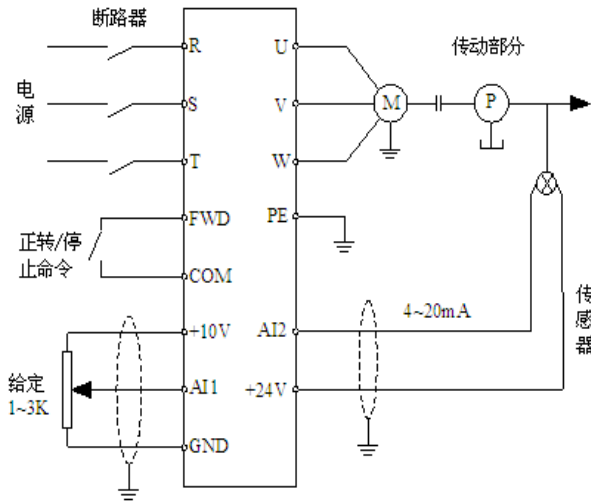 断路器
传动部分
电
源
R
S
T
U
V
W
M
P
正转/停
止命令
FWD
COM
PE
给定
1~3K
+10V
AI1
GND
AI2
+24V
4~20mA
传
感
器